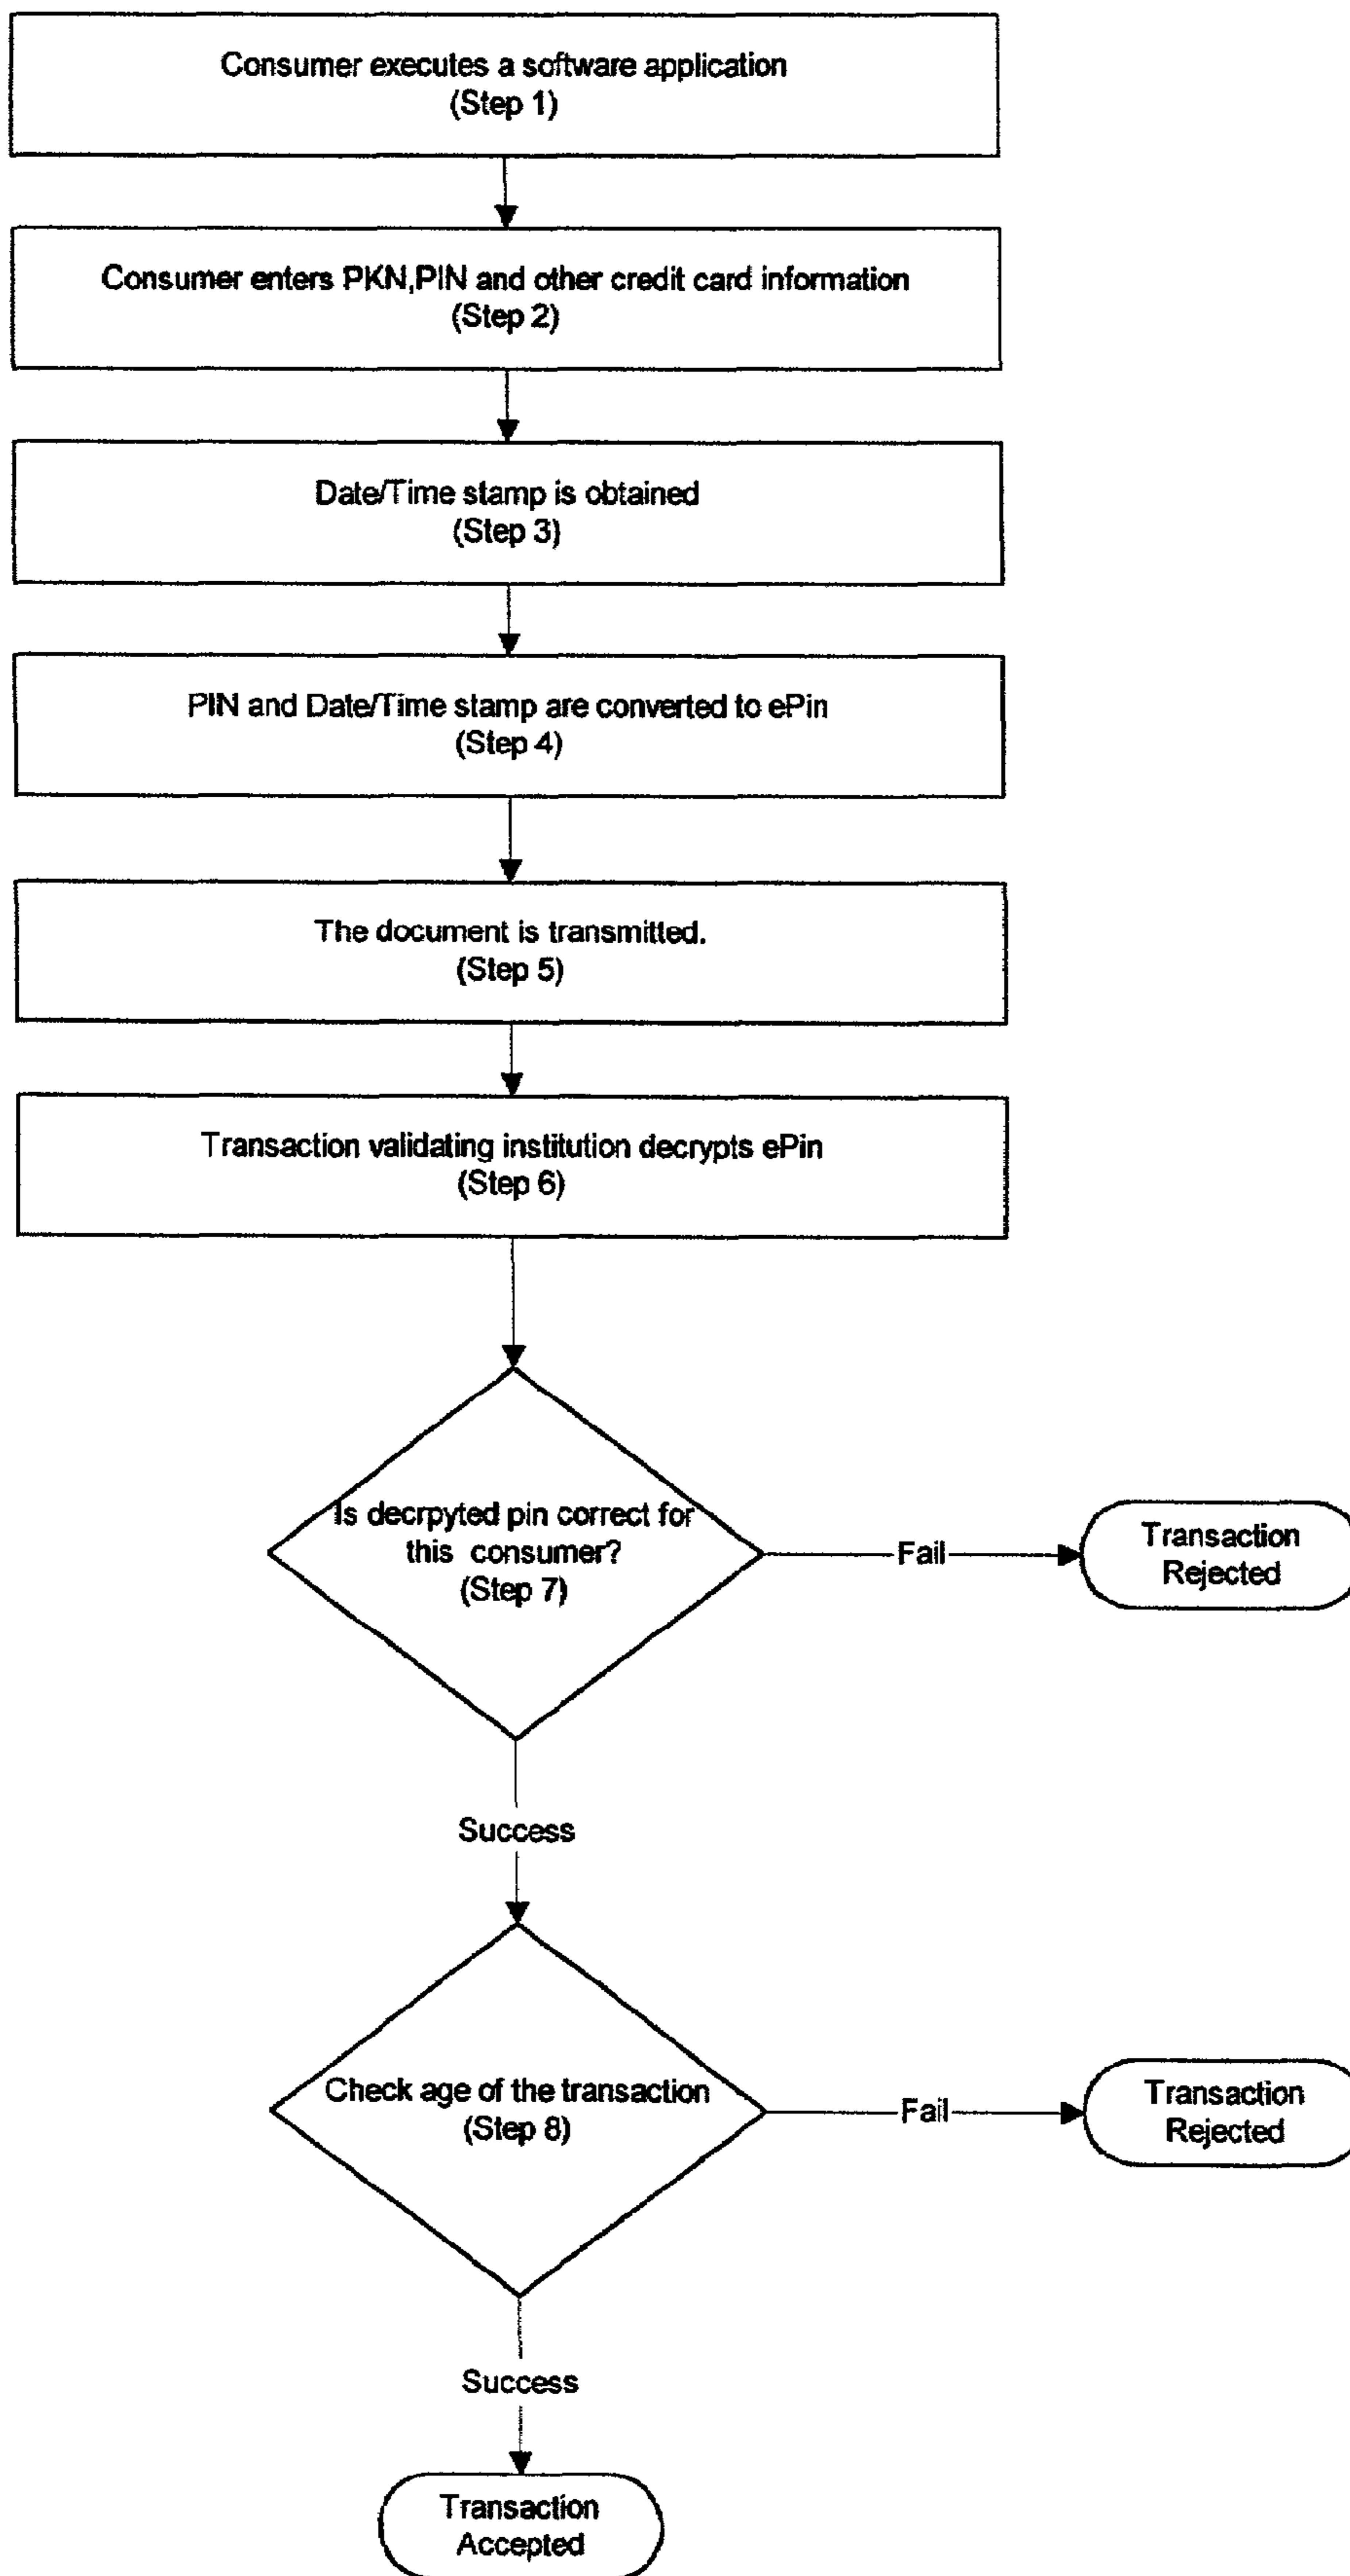 Consumer executes a software application
(Step 1)
Consumer enters PKN,PIN and other credit card information
(Step 2)
Date/Time stamp is obtained
(Step 3)
PIN and Date/Time stamp are converted to ePin
(Step 4)
The document is transmitted.
(Step 5)
Transaction validating institution decrypts ePin
(Step 6)
Is decrpyted pin correct for
this consumer?
(Step 7)
Fail
Transaction
Rejected
Success
Check age of the transaction
(Step 8)
Fail
Transaction
Rejected
Success
Transaction
Accepted